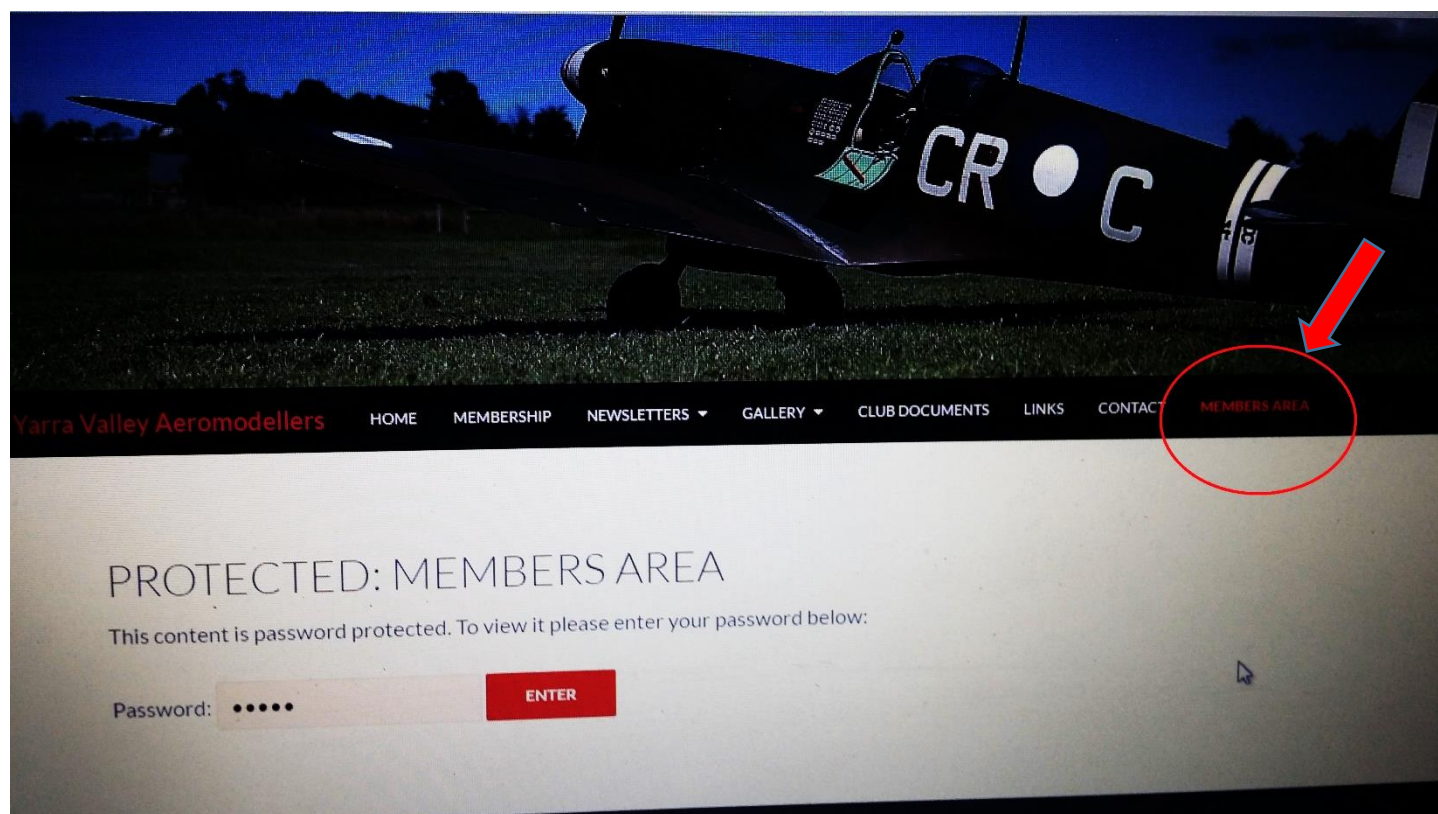 CR C
Yarra Valley Aeromodellers HOME MEMBERSHIP NEWSLETTERS GALLERY CLUB DOCUMENTS LINKS CONTACT MEMBERS AREA
PROTECTED: MEMBERS AREA
This content is password protected. To view it please enter your password below:
Password: ••••• ENTER